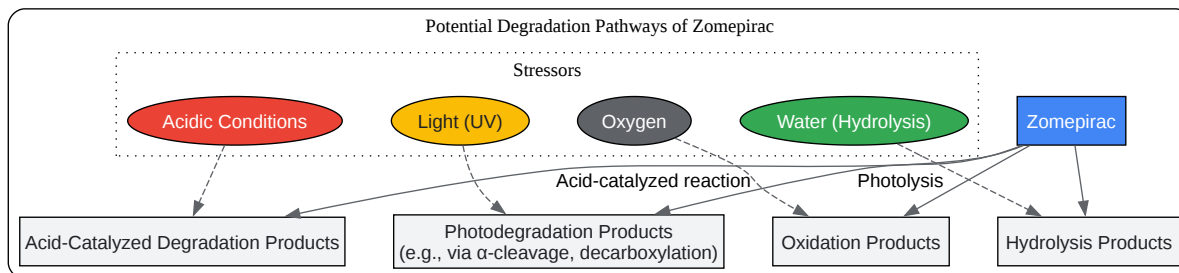 Potential Degradation Pathways of Zomepirac
Stressors
Acidic Conditions
Light (UV)
Oxygen
Water (Hydrolysis)
Zomepirac
Acid-catalyzed reaction
Photolysis
Acid-Catalyzed Degradation Products
Photodegradation Products
(e.g., via α-cleavage, decarboxylation)
Oxidation Products
Hydrolysis Products